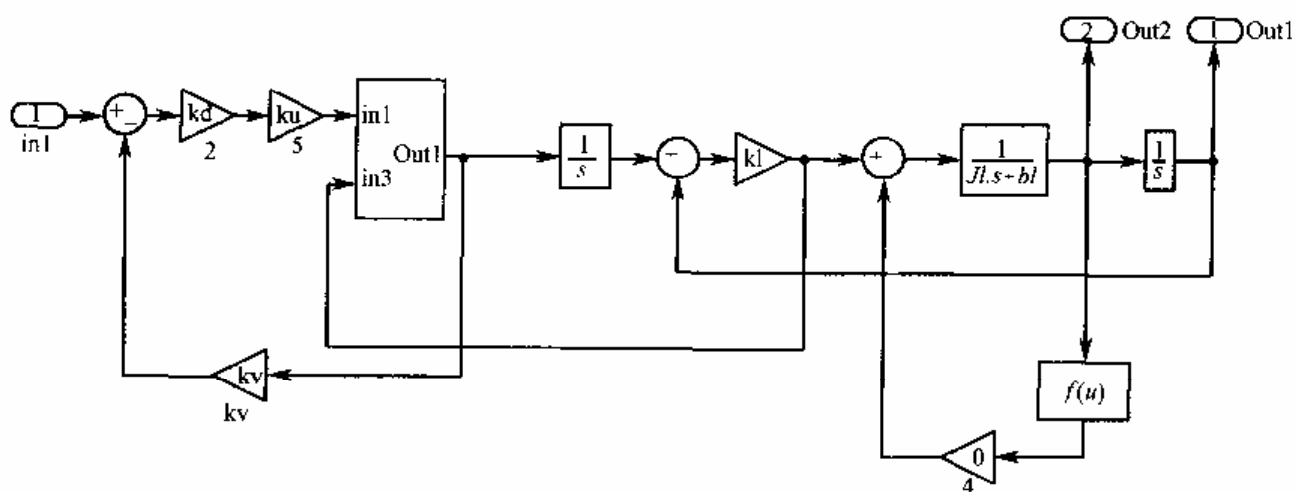 2 Out2
1 Out1
1
in1
+
−
kd
2
ku
5
in1
Out1
in3
1
s
−
kl
+
1
Jl.s+bl
1
s
kv
kv
f(u)
0
4